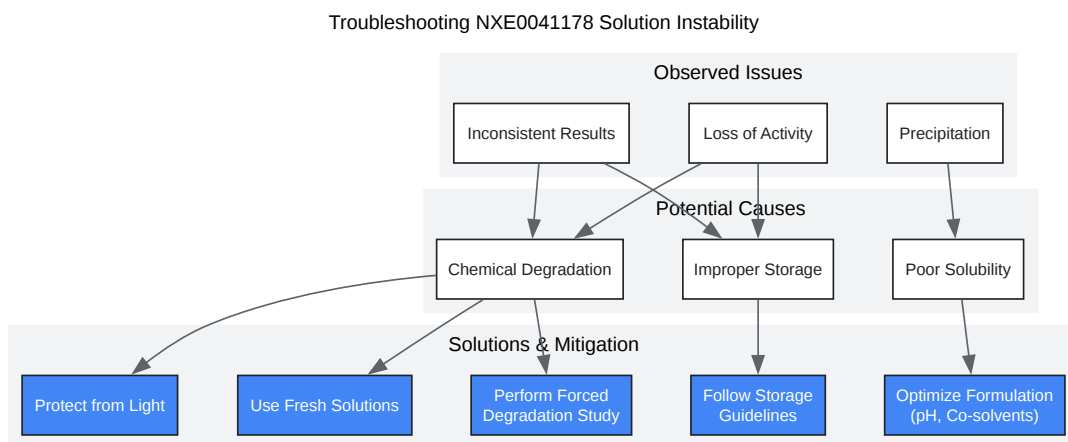 Troubleshooting NXE0041178 Solution Instability
Observed Issues
Inconsistent Results
Loss of Activity
Precipitation
Potential Causes
Chemical Degradation
Improper Storage
Poor Solubility
Solutions & Mitigation
Protect from Light
Use Fresh Solutions
Perform Forced
Degradation Study
Follow Storage
Guidelines
Optimize Formulation
(pH, Co-solvents)